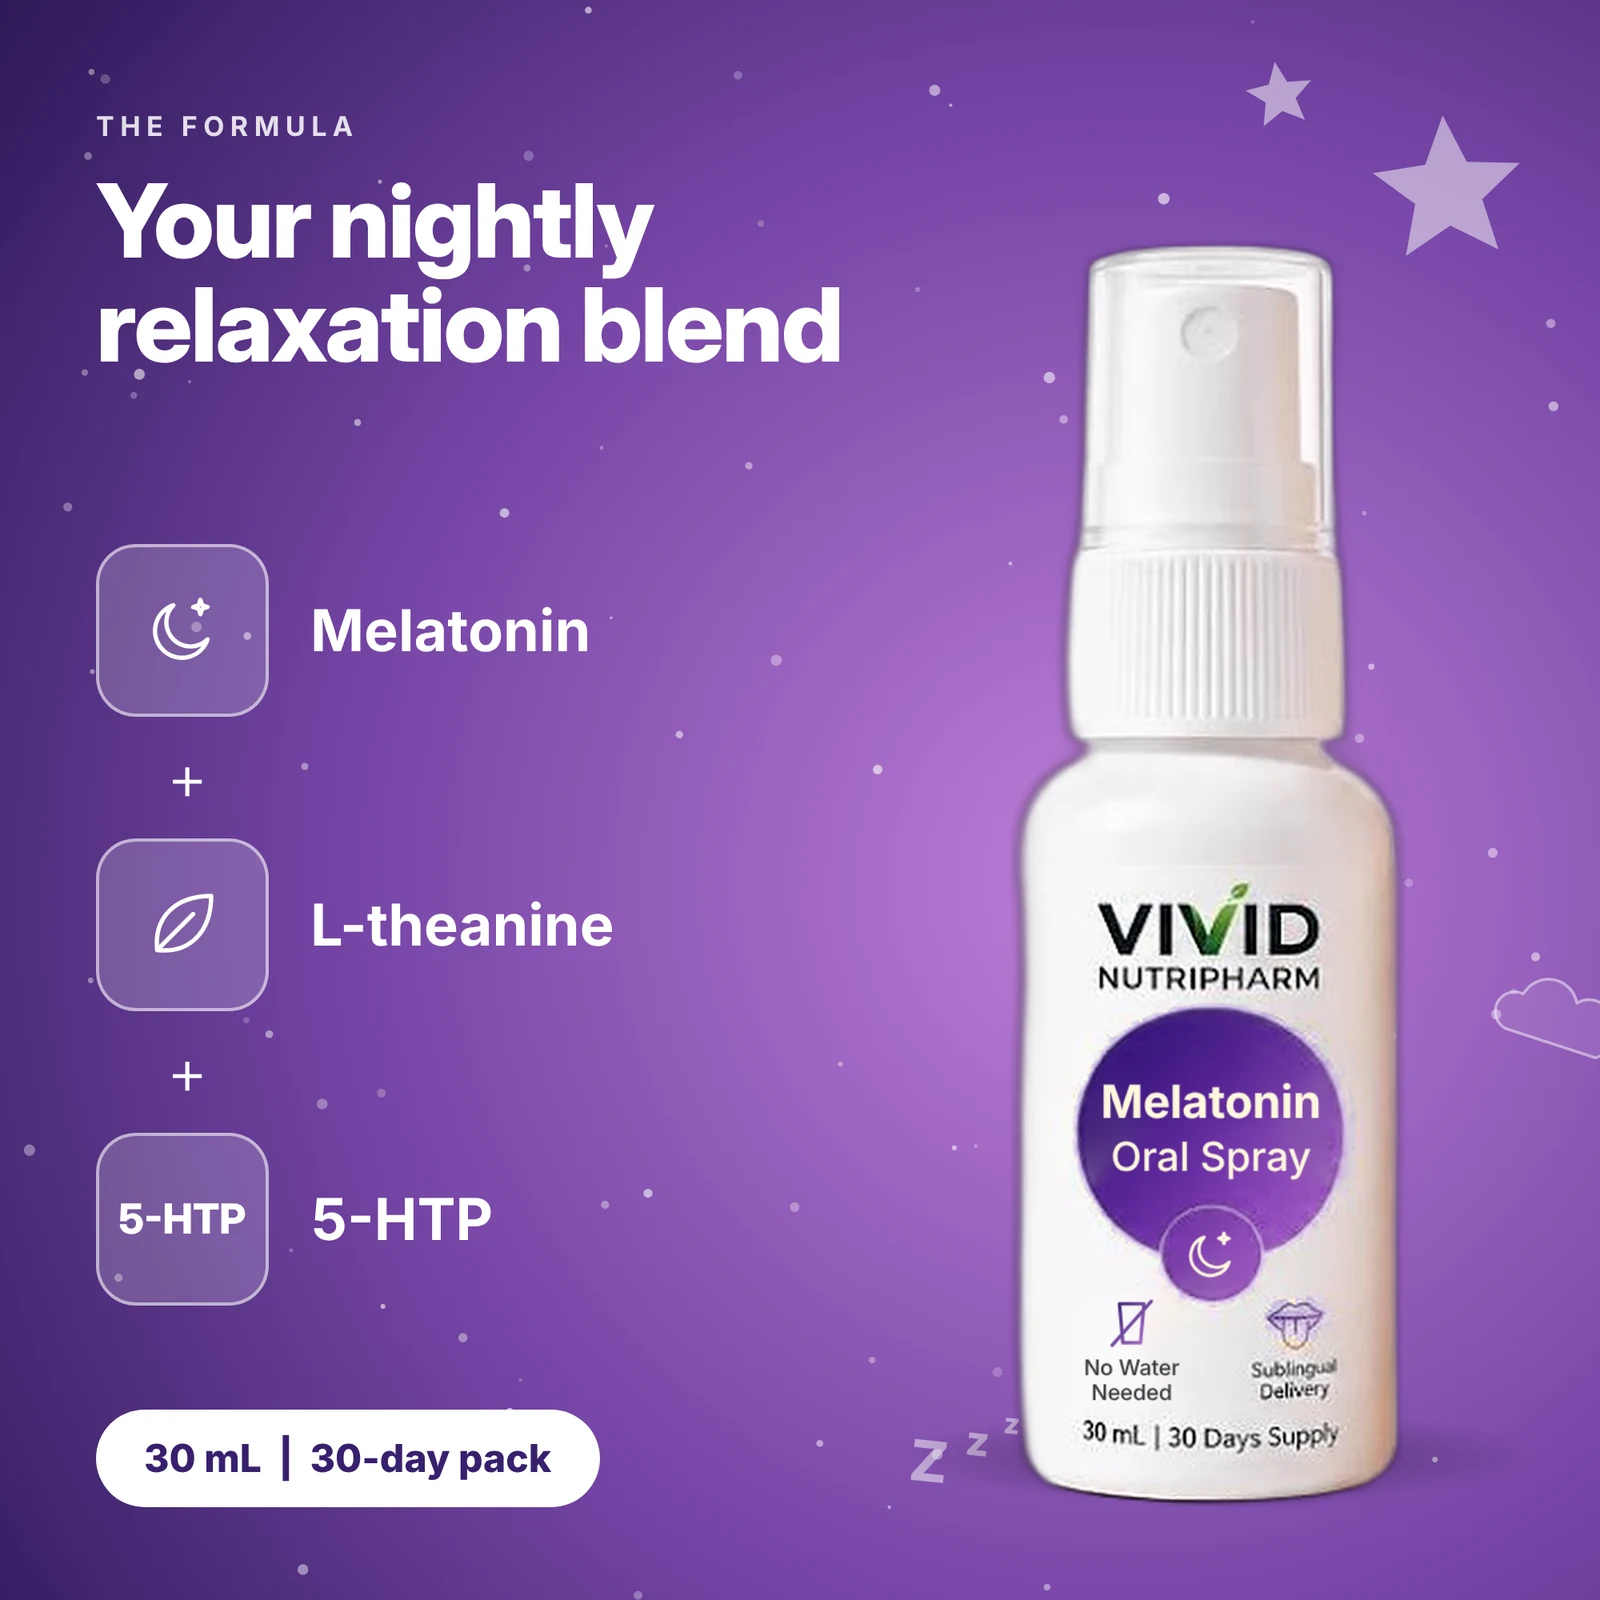 THE FORMULA
Your nightly
relaxation blend
Melatonin
+
L-theanine
+
5-HTP
5-HTP
30 mL | 30-day pack
VIVID
NUTRIPHARM
Melatonin
Oral Spray
No Water
Needed
Sublingual
Delivery
30 mL | 30 Days Supply
z z z